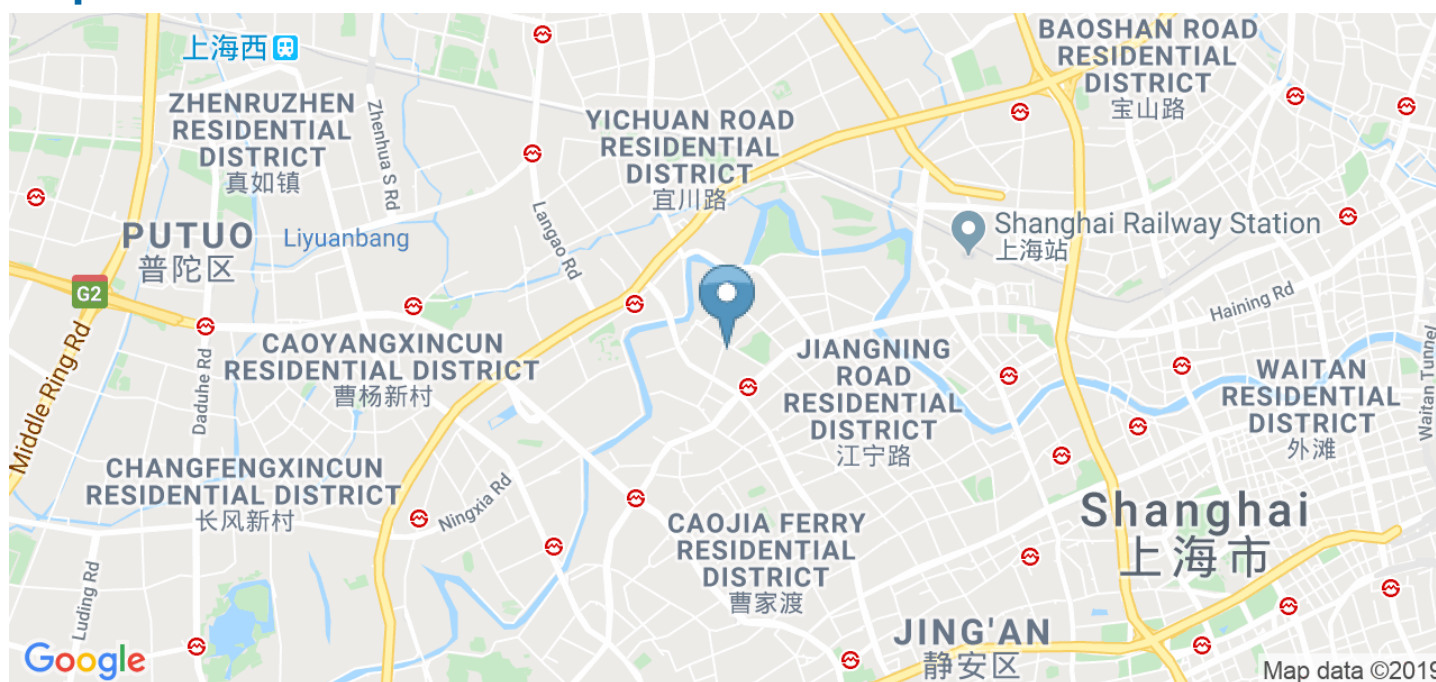 上海西
BAOSHAN ROAD
RESIDENTIAL
DISTRICT
宝山路
ZHENRUZHEN
RESIDENTIAL
DISTRICT
真如镇
Zhenhua S Rd
YICHUAN ROAD
RESIDENTIAL
DISTRICT
宜川路
PUTUO
普陀区
Liyuanbang
Langao Rd
Shanghai Railway Station
上海站
G2
Haining Rd
Middle Ring Rd
Daduhe Rd
CAOYANGXINCUN
RESIDENTIAL DISTRICT
曹杨新村
JIANGNING
ROAD
RESIDENTIAL
DISTRICT
江宁路
WAITAN
RESIDENTIAL
DISTRICT
外滩
Waitan Tunnel
CHANGFENGXINCUN
RESIDENTIAL DISTRICT
长风新村
Ningxia Rd
CAOJIA FERRY
RESIDENTIAL
DISTRICT
曹家渡
Shanghai
上海市
Luding Rd
JING'AN
静安区
Google
Map data ©2019